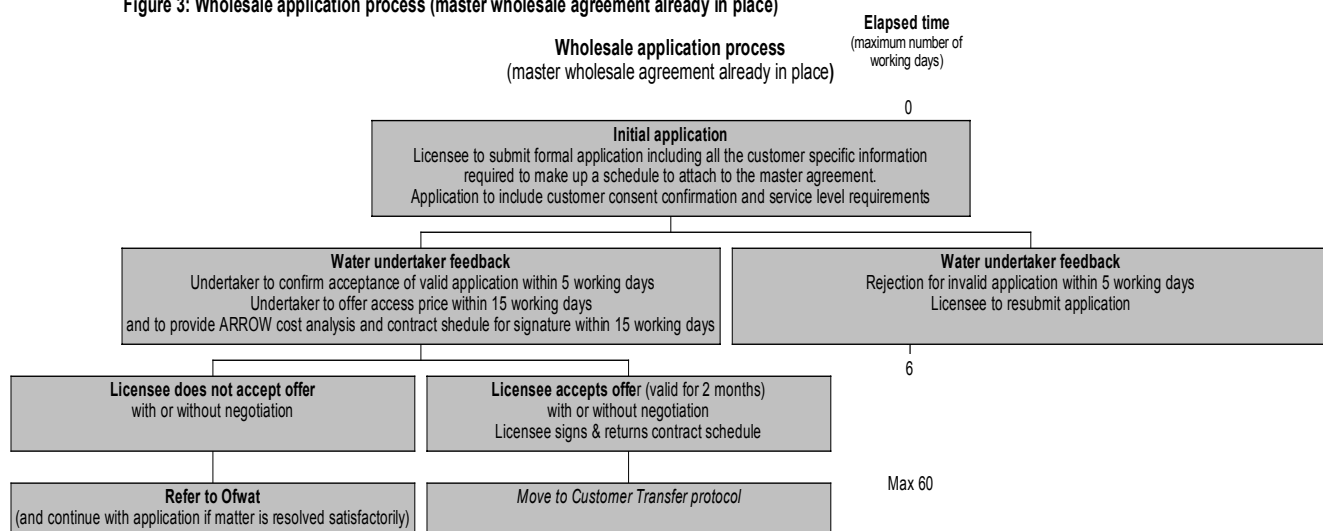 Figure 3: Wholesale application process (master wholesale agreement already in place)
Elapsed time
(maximum number of
working days)
Wholesale application process
(master wholesale agreement already in place)
0
Initial application
Licensee to submit formal application including all the customer specific information
required to make up a schedule to attach to the master agreement.
Application to include customer consent confirmation and service level requirements
Water undertaker feedback
Undertaker to confirm acceptance of valid application within 5 working days
Undertaker to offer access price within 15 working days
and to provide ARROW cost analysis and contract shedule for signature within 15 working days
Water undertaker feedback
Rejection for invalid application within 5 working days
Licensee to resubmit application
6
Licensee does not accept offer
with or without negotiation
Licensee accepts offer (valid for 2 months)
with or without negotiation
Licensee signs & returns contract schedule
Max 60
Refer to Ofwat
(and continue with application if matter is resolved satisfactorily)
Move to Customer Transfer protocol